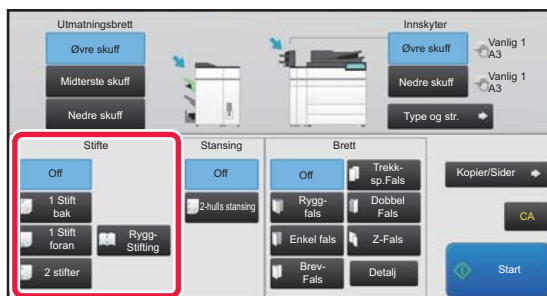 Utmatningsbrett
Øvre skuff
Midterste skuff
Nedre skuff
Innskyter
Øvre skuff
Vanlig 1
A3
Nedre skuff
Vanlig 1
A3
Type og str.
Stifte
Off
1 Stift
bak
1 Stift
foran
Rygg-
Stifting
2 stifter
Stansing
Off
2-hulls stansing
Brett
Off
Trekk-
sp.Fals
Rygg-
fals
Dobbel
Fals
Enkel fals
Z-Fals
Brev-
Fals
Detalj
Kopier/Sider
CA
Start